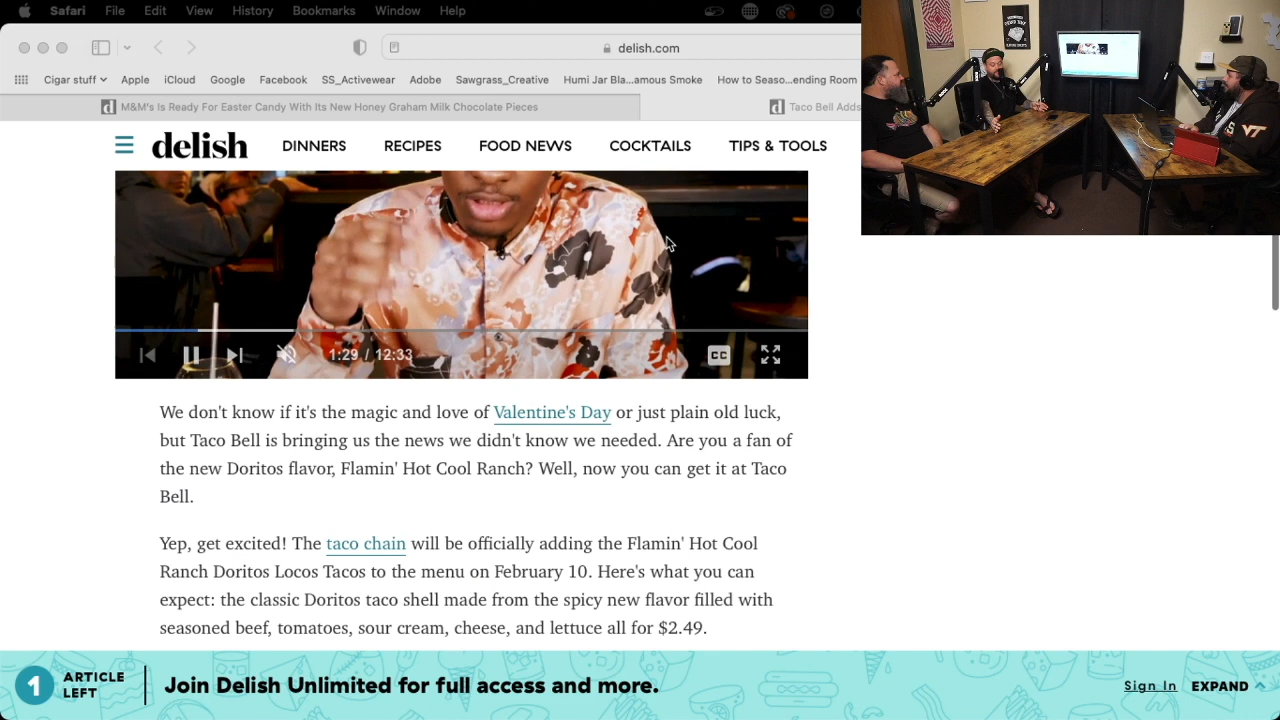 Safari File Edit View History Bookmarks Window Help
delish.com
Cigar stuff Apple iCloud Google Facebook SS_Activewear Adobe Sawgrass_Creative Humi Jar Bla...amous Smoke How to Seaso...ending Room
M&M's Is Ready For Easter Candy With Its New Honey Graham Milk Chocolate Pieces
Taco Bell Adds
delish DINNERS RECIPES FOOD NEWS COCKTAILS TIPS & TOOLS
VT
1:29 / 12:33
CC
We don't know if it's the magic and love of Valentine's Day or just plain old luck,
but Taco Bell is bringing us the news we didn't know we needed. Are you a fan of
the new Doritos flavor, Flamin' Hot Cool Ranch? Well, now you can get it at Taco
Bell.
Yep, get excited! The taco chain will be officially adding the Flamin' Hot Cool
Ranch Doritos Locos Tacos to the menu on February 10. Here's what you can
expect: the classic Doritos taco shell made from the spicy new flavor filled with
seasoned beef, tomatoes, sour cream, cheese, and lettuce all for $2.49.
1 ARTICLE
LEFT
Join Delish Unlimited for full access and more.
Sign In EXPAND